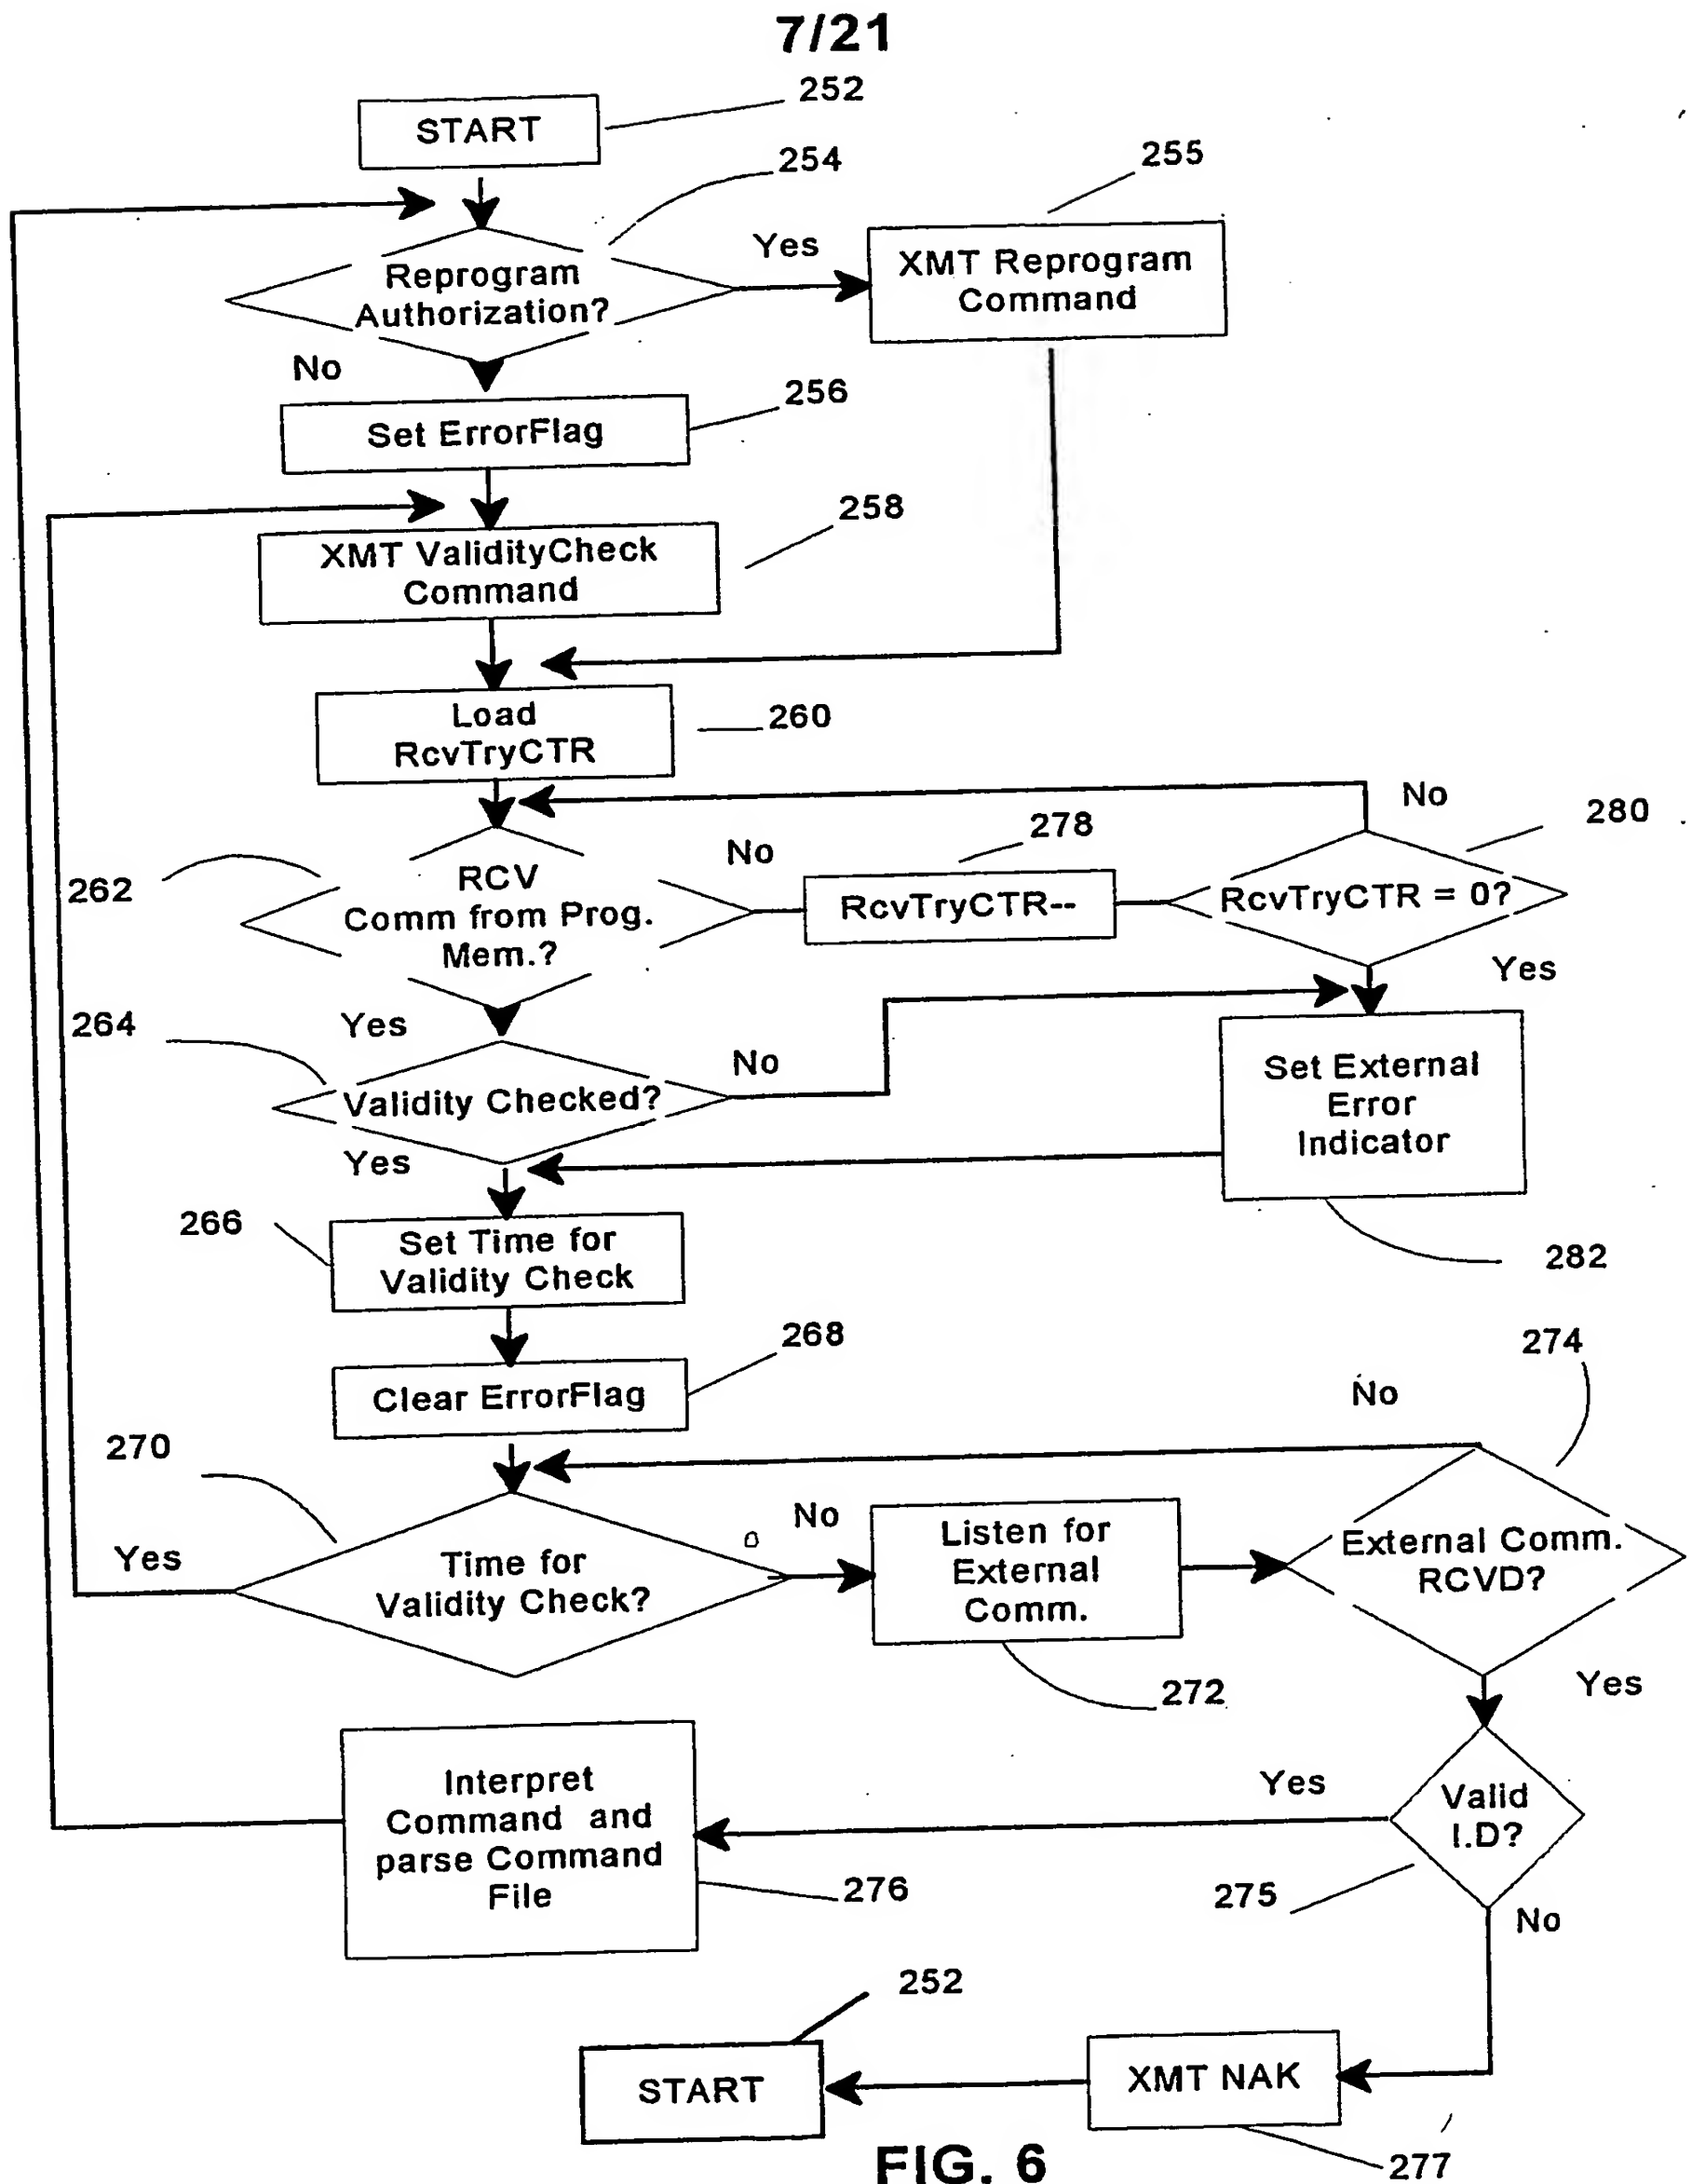 7/21
252
START
254
255
Yes
XMT Reprogram
Command
Reprogram
Authorization?
No
256
Set ErrorFlag
258
XMT ValidityCheck
Command
Load
RcvTryCTR
260
No
280
278
No
262
RCV
Comm from Prog.
Mem.?
RcvTryCTR--
RcvTryCTR = 0?
Yes
264
Yes
No
Validity Checked?
Set External
Error
Indicator
Yes
266
Set Time for
Validity Check
282
268
274
Clear ErrorFlag
No
270
No
Yes
Time for
Validity Check?
Listen for
External
Comm.
External Comm.
RCVD?
272
Yes
Interpret
Command and
parse Command
File
Yes
Valid
I.D?
276
275
No
252
START
XMT NAK
FIG. 6
277